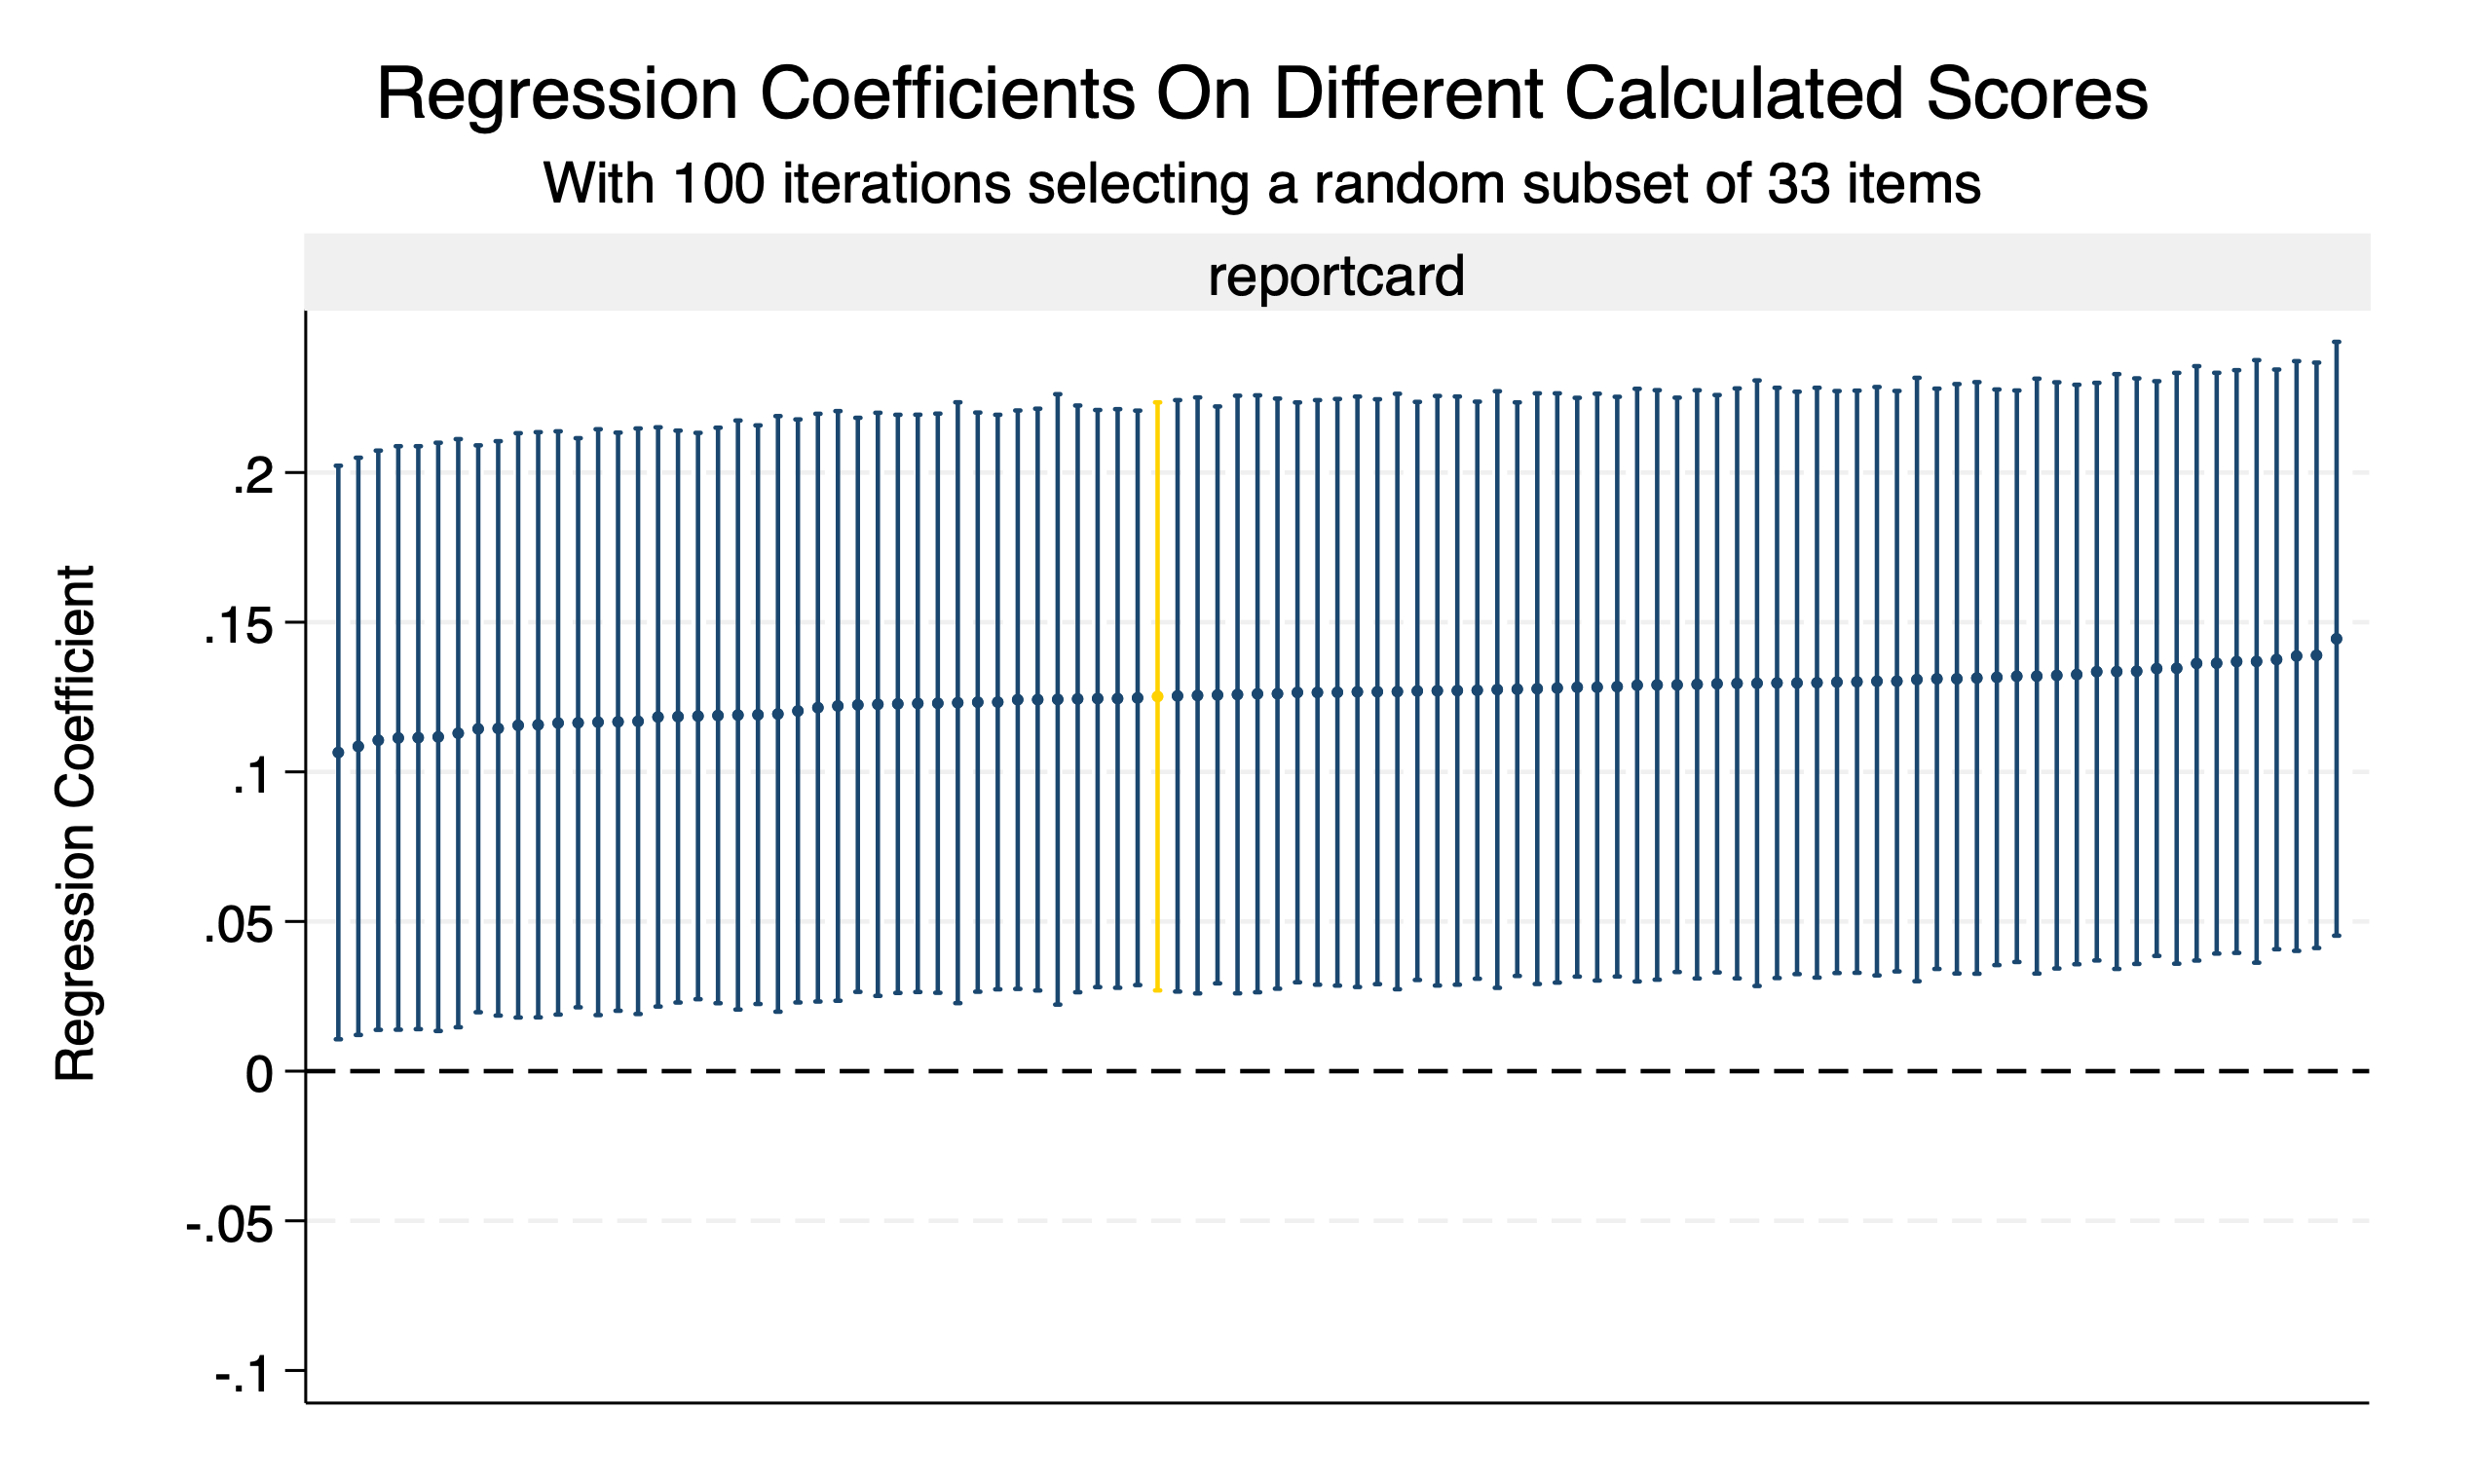 Regression Coefficients On Different Calculated Scores
With 100 iterations selecting a random subset of 33 items
reportcard
Regression Coefficient
.2
.15
.1
.05
0
-.05
-.1